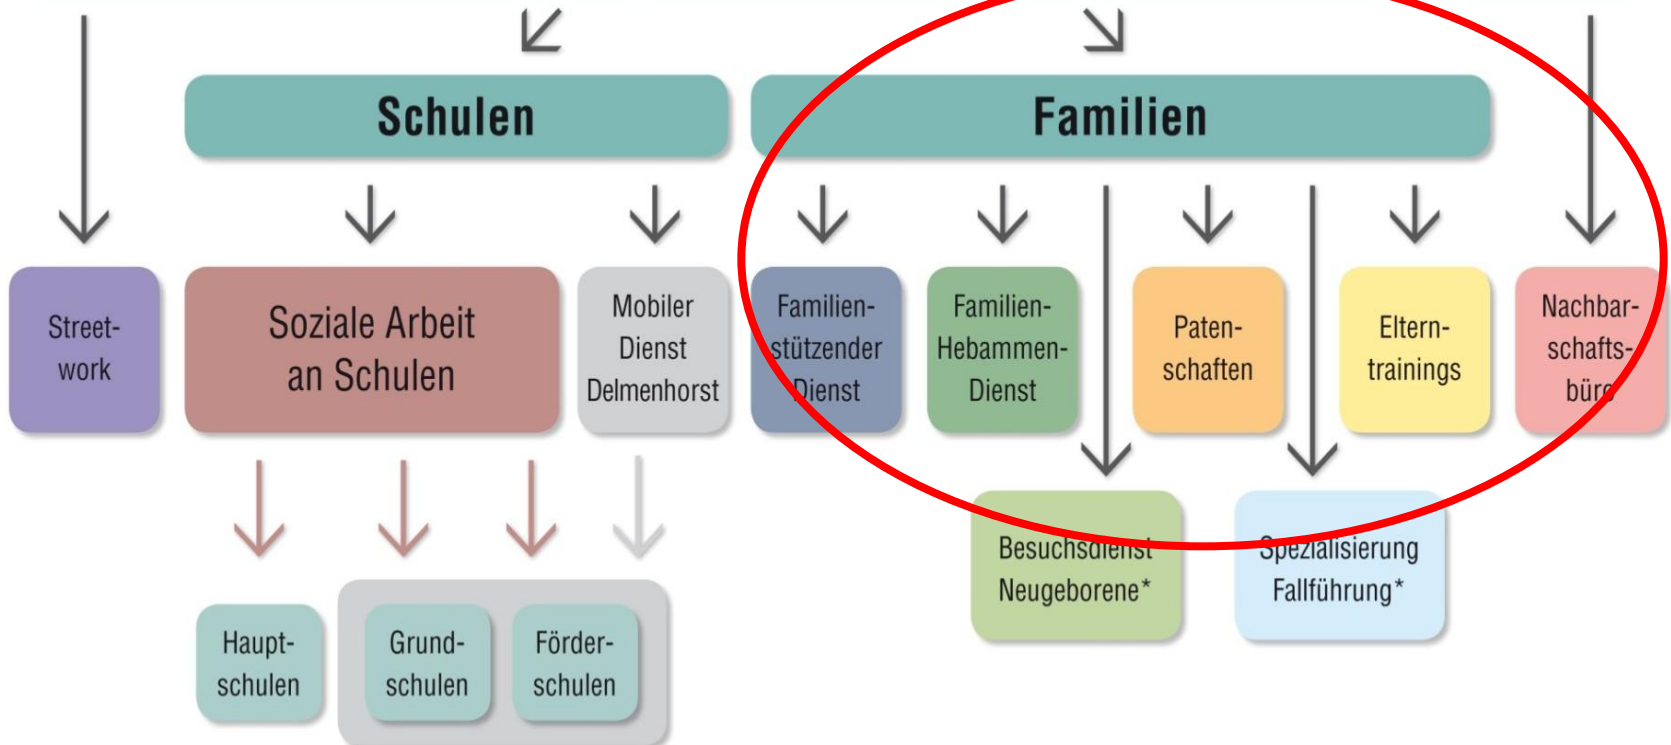 Schulen
Familien
Street-
work
Soziale Arbeit
an Schulen
Mobiler
Dienst
Delmenhorst
Familien-
stützender
Dienst
Familien-
Hebammen-
Dienst
Paten-
schaften
Eltern-
trainings
Nachbar-
schafts-
büro
Besuchsdienst
Neugeborene*
Spezialisierung
Fallführung*
Haupt-
schulen
Grund-
schulen
Förder-
schulen